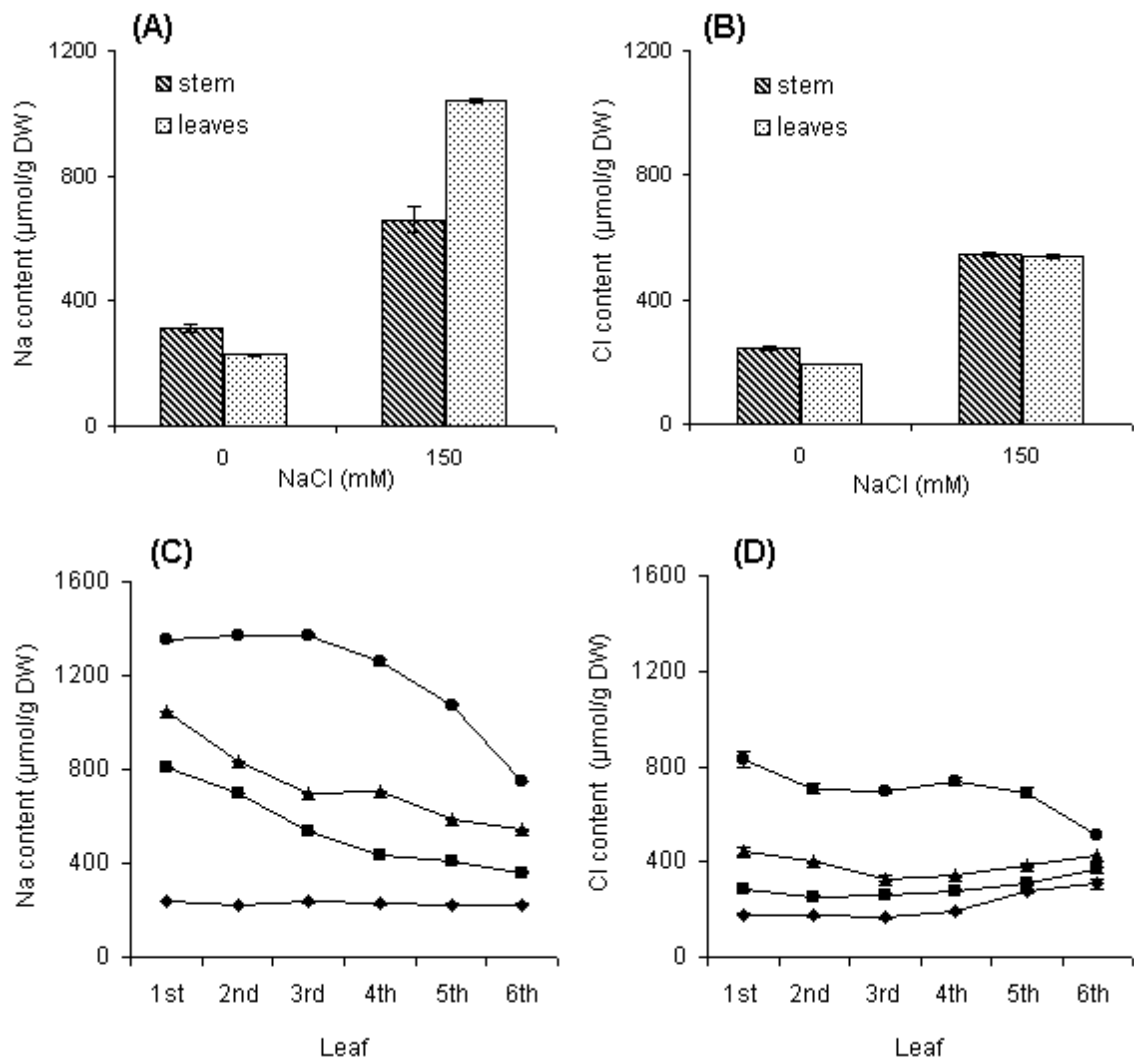 (A)
1200
800
400
0
Na content (µmol/g DW)
stem
leaves
0 150
NaCl (mM)
(B)
1200
800
400
0
Cl content (µmol/g DW)
stem
leaves
0 150
NaCl (mM)
(C)
1600
1200
800
400
0
Na content (µmol/g DW)
1st 2nd 3rd 4th 5th 6th
Leaf
(D)
1600
1200
800
400
0
Cl content (µmol/g DW)
1st 2nd 3rd 4th 5th 6th
Leaf